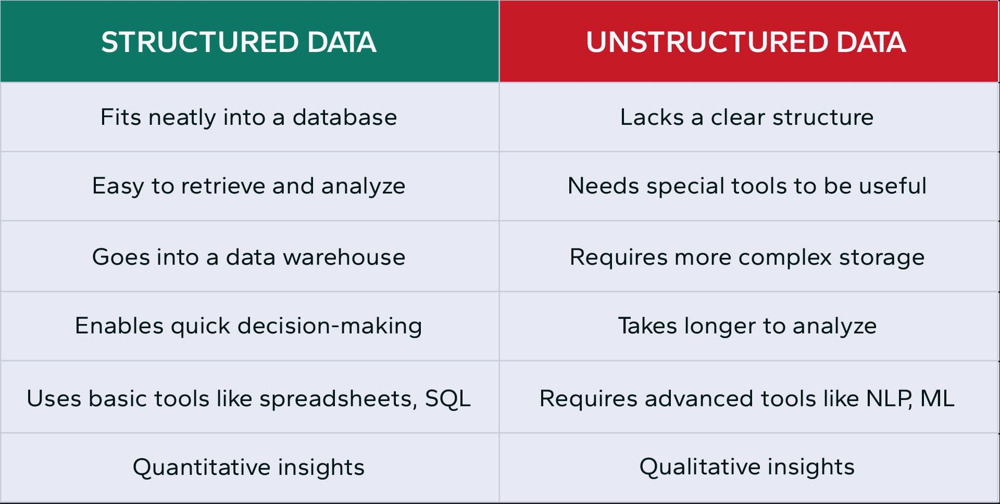 STRUCTURED DATA
UNSTRUCTURED DATA
Fits neatly into a database
Lacks a clear structure
Easy to retrieve and analyze
Needs special tools to be useful
Goes into a data warehouse
Requires more complex storage
Enables quick decision-making
Takes longer to analyze
Uses basic tools like spreadsheets, SQL
Requires advanced tools like NLP, ML
Quantitative insights
Qualitative insights